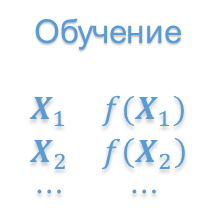 Обучение
X₁ f(X₁)
X₂ f(X₂)
... ...